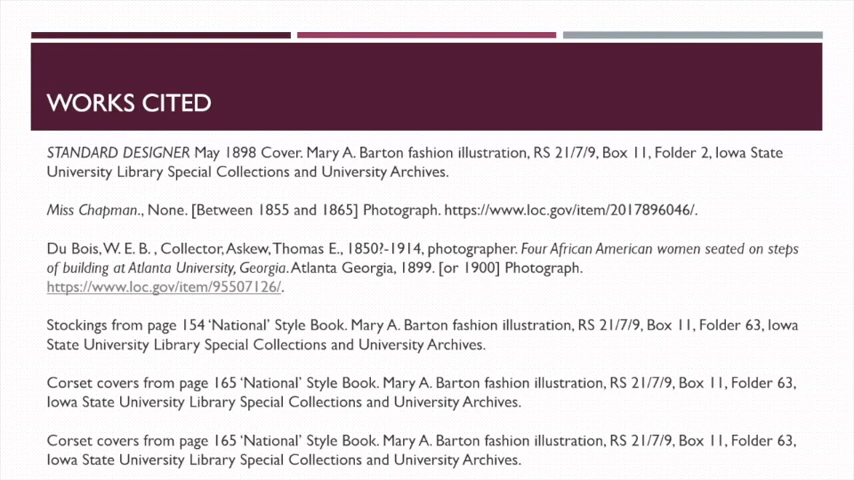 WORKS CITED
STANDARD DESIGNER May 1898 Cover. Mary A. Barton fashion illustration, RS 21/7/9, Box 11, Folder 2, Iowa State
University Library Special Collections and University Archives.
Miss Chapman., None. [Between 1855 and 1865] Photograph. https://www.loc.gov/item/2017896046/.
Du Bois, W. E. B. , Collector, Askew, Thomas E., 1850?-1914, photographer. Four African American women seated on steps
of building at Atlanta University, Georgia. Atlanta Georgia, 1899. [or 1900] Photograph.
https://www.loc.gov/item/95507126/.
Stockings from page 154 ‘National’ Style Book. Mary A. Barton fashion illustration, RS 21/7/9, Box 11, Folder 63, Iowa
State University Library Special Collections and University Archives.
Corset covers from page 165 ‘National’ Style Book. Mary A. Barton fashion illustration, RS 21/7/9, Box 11, Folder 63,
Iowa State University Library Special Collections and University Archives.
Corset covers from page 165 ‘National’ Style Book. Mary A. Barton fashion illustration, RS 21/7/9, Box 11, Folder 63,
Iowa State University Library Special Collections and University Archives.